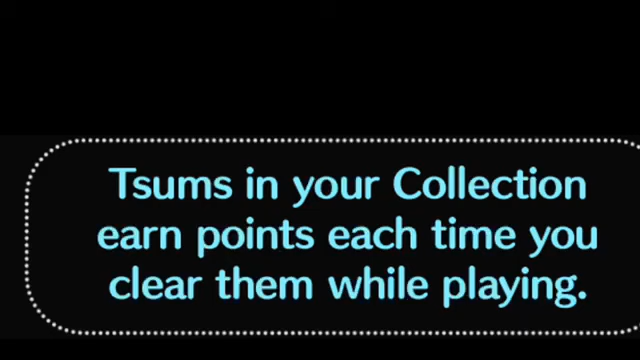 Tsums in your Collection
earn points each time you
clear them while playing.